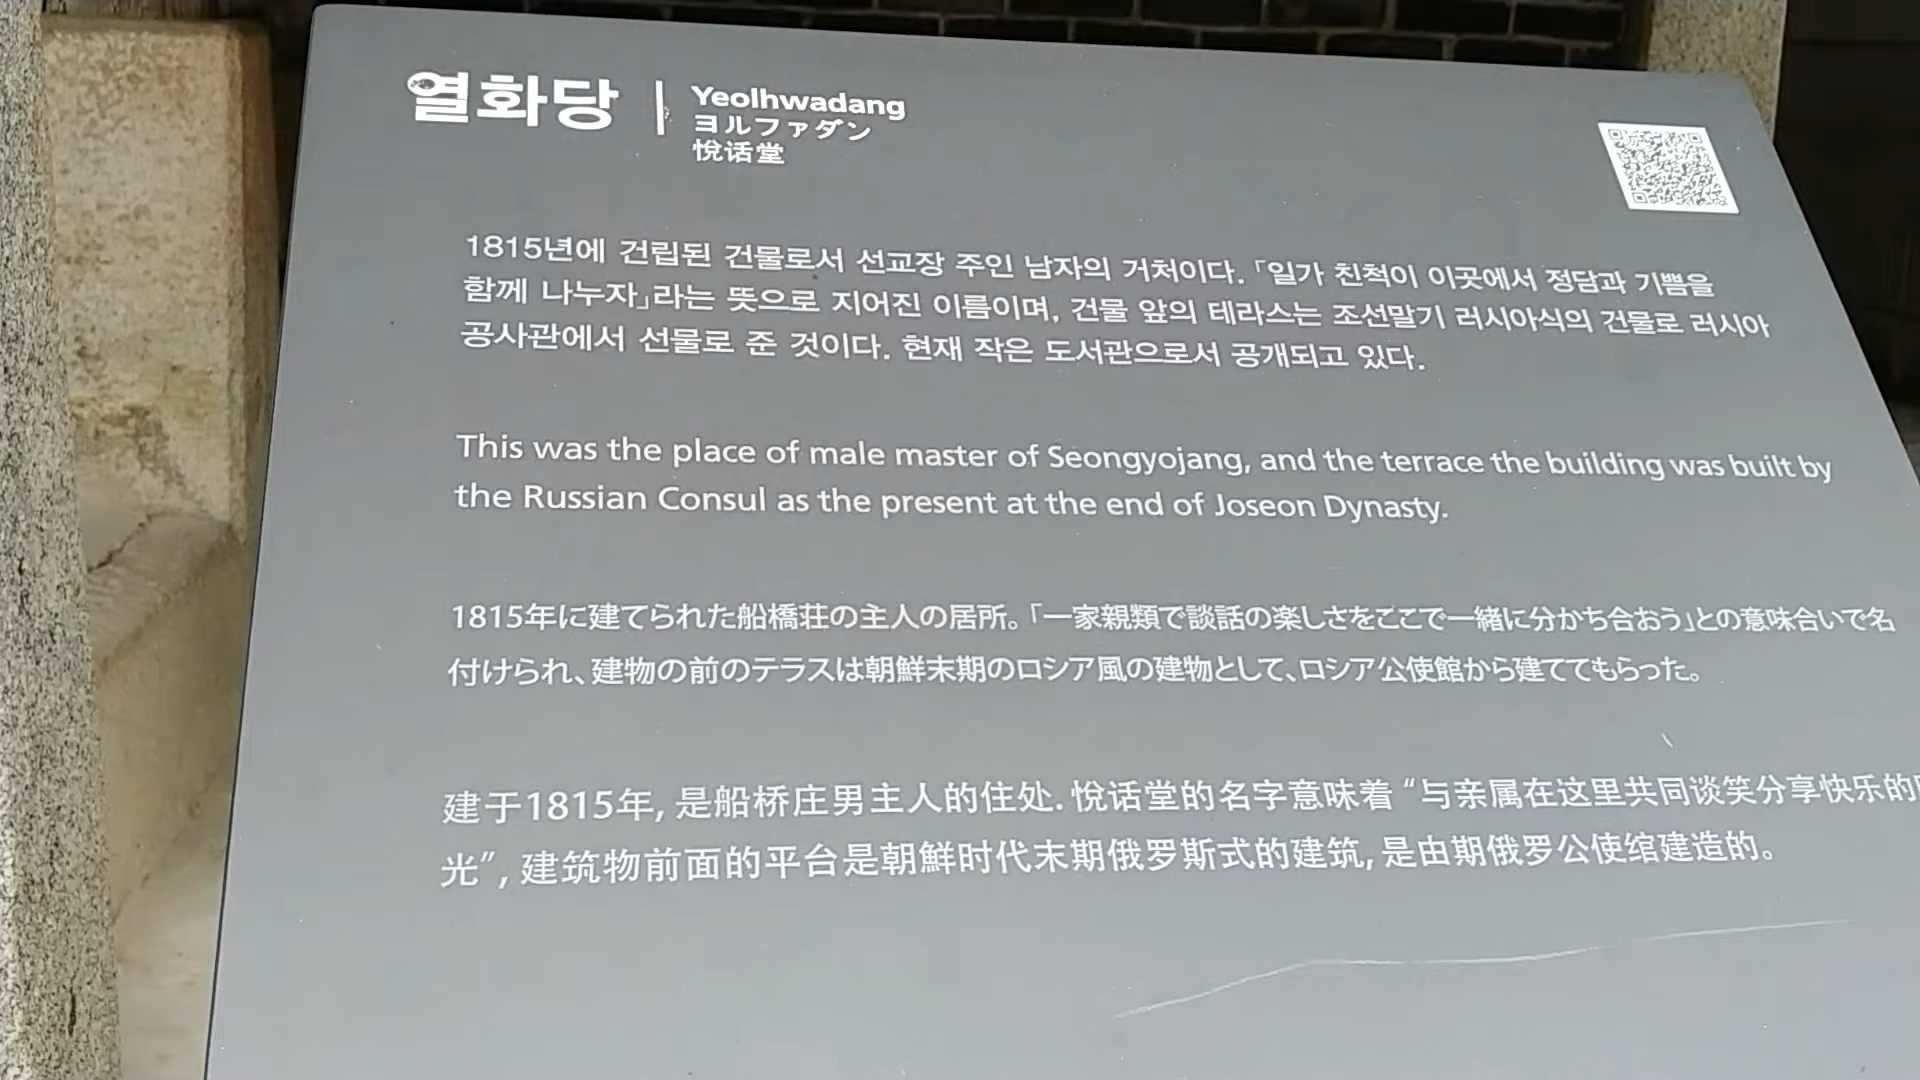 열화당
Yeolhwadang
ヨルファダン
悅话堂
1815년에 건립된 건물로서 선교장 주인 남자의 거처이다. 「일가 친척이 이곳에서 정담과 기쁨을
함께 나누자」라는 뜻으로 지어진 이름이며, 건물 앞의 테라스는 조선말기 러시아식의 건물로 러시아
공사관에서 선물로 준 것이다. 현재 작은 도서관으로서 공개되고 있다.
This was the place of male master of Seongyojang, and the terrace the building was built by
the Russian Consul as the present at the end of Joseon Dynasty.
1815年に建てられた船橋荘の主人の居所。「一家親類で談話の楽しさをここで一緒に分かち合おう」との意味合いで名
付けられ、建物の前のテラスは朝鮮末期のロシア風の建物として、ロシア公使館から建ててもらった。
建于1815年, 是船桥庄男主人的住处. 悅话堂的名字意味着 “与亲属在这里共同谈笑分享快乐的
光”, 建筑物前面的平台是朝鲜时代末期俄罗斯式的建筑, 是由期俄罗公使绾建造的。